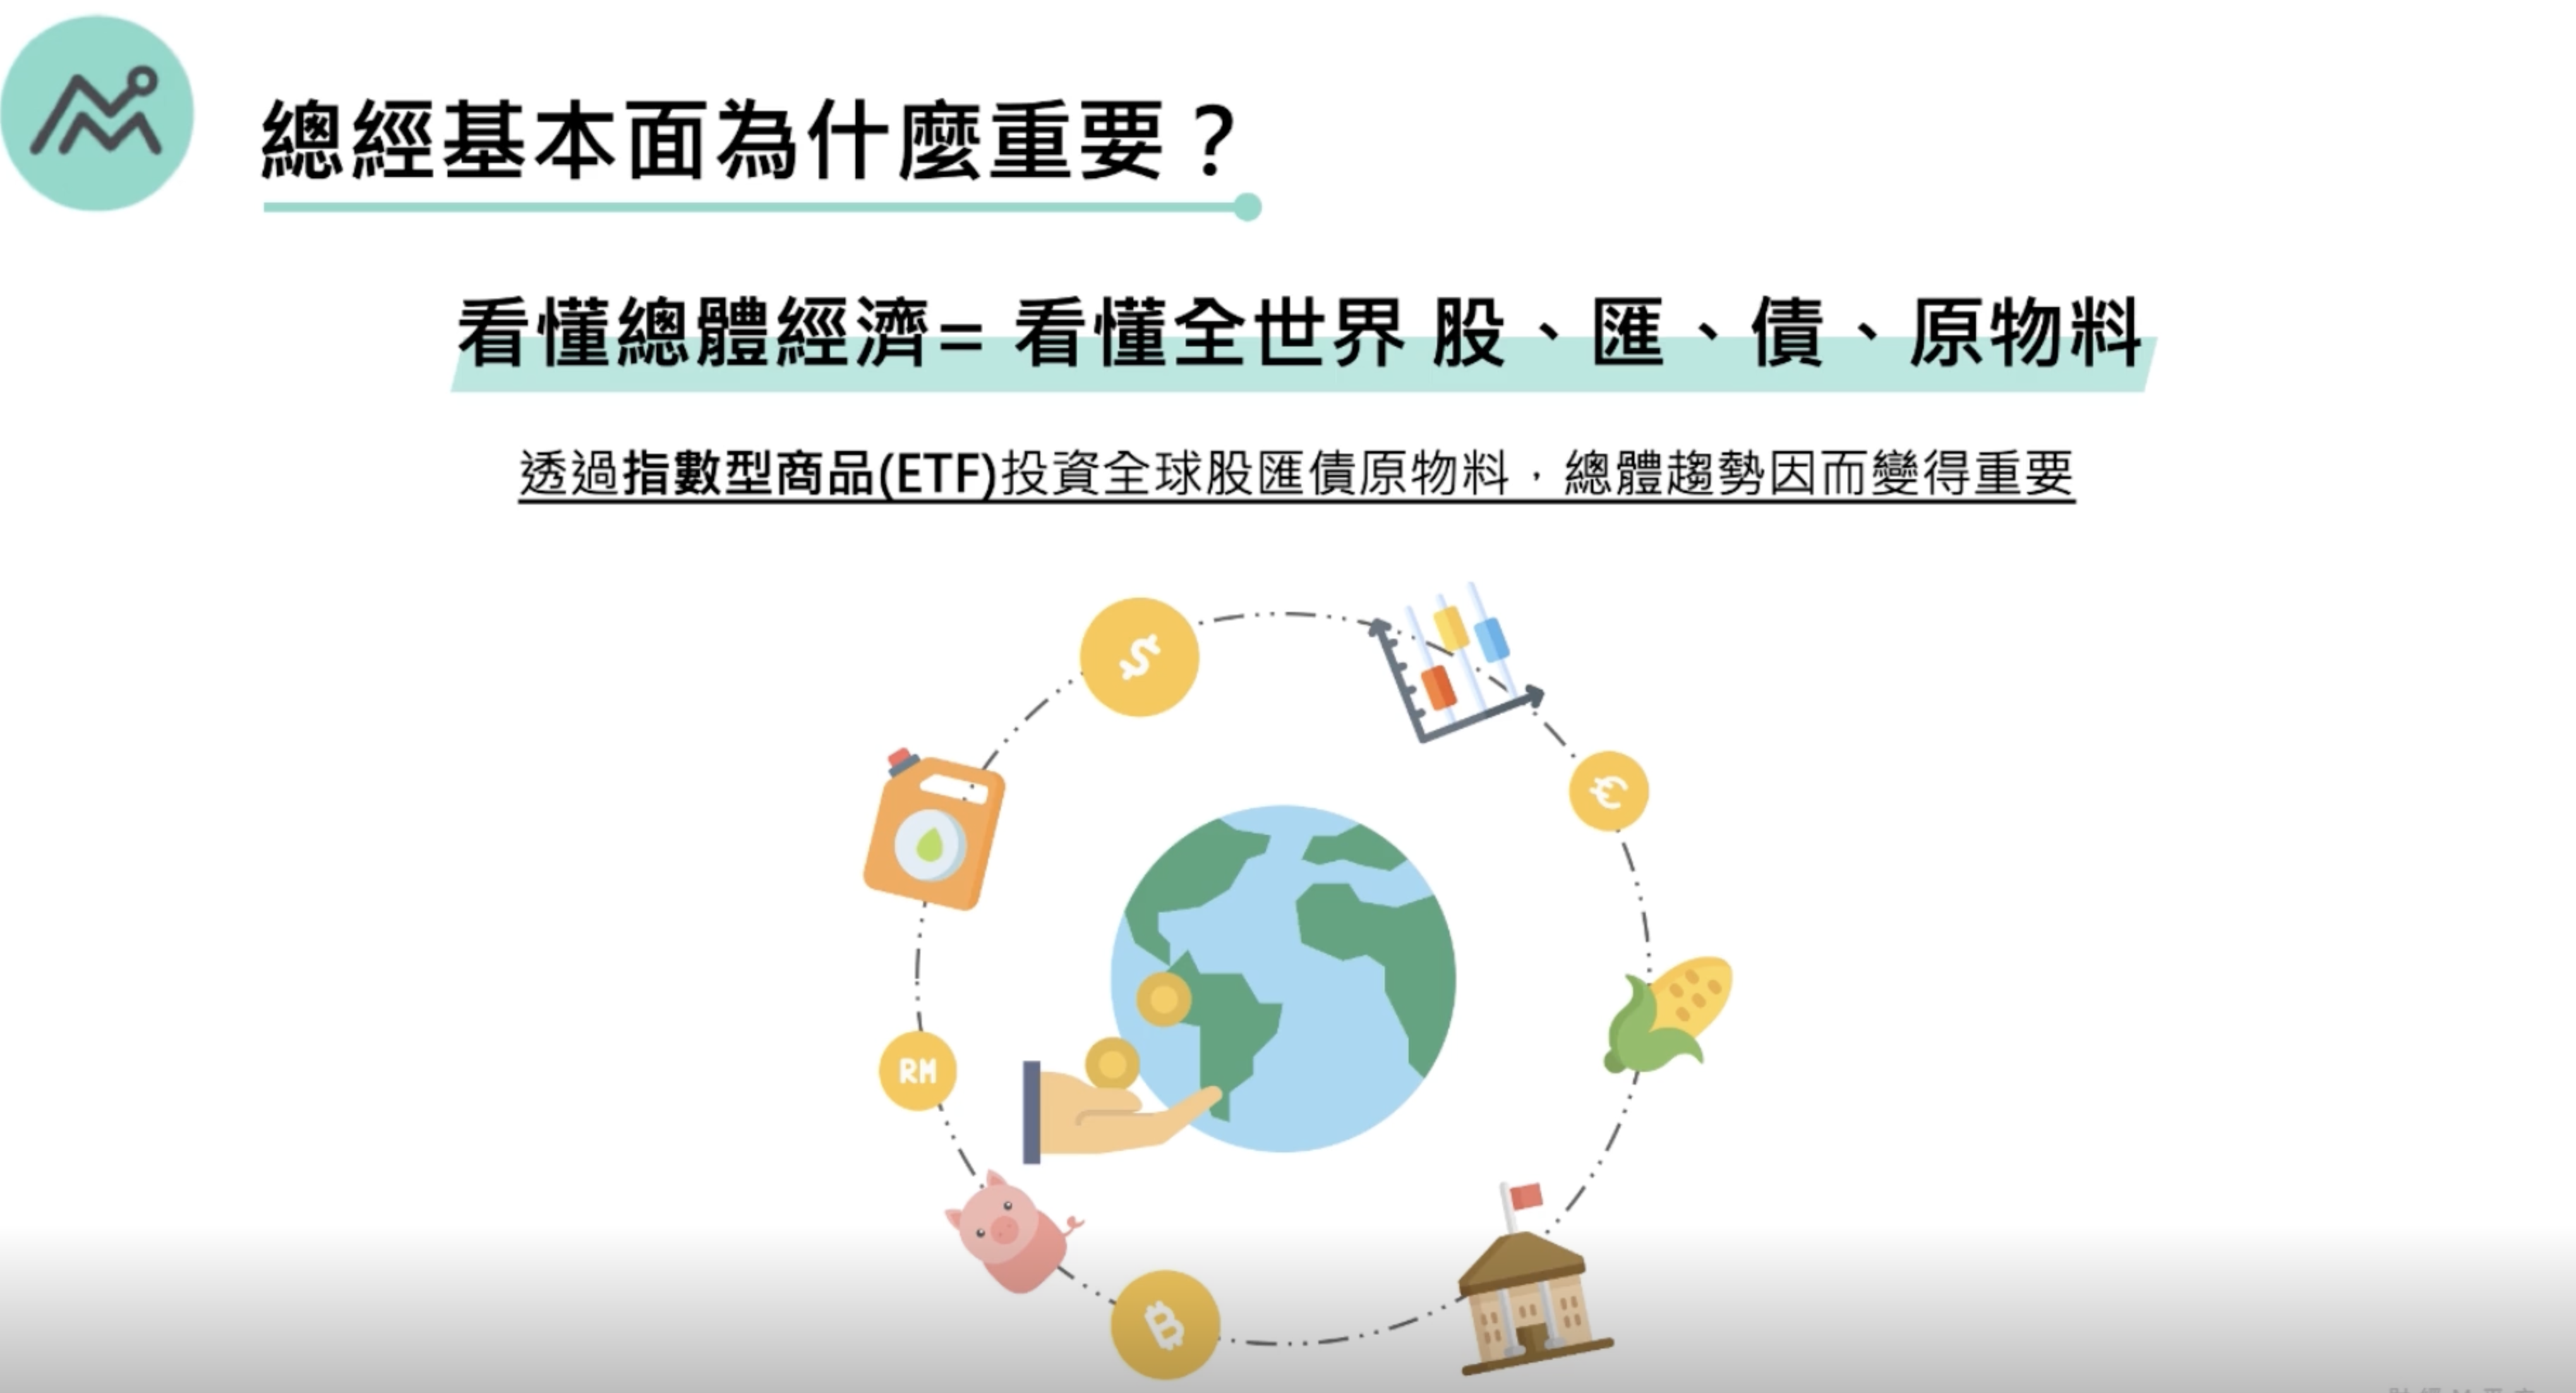 總經基本面為什麼重要？
看懂總體經濟= 看懂全世界 股、匯、債、原物料
透過指數型商品(ETF)投資全球股匯債原物料，總體趨勢因而變得重要
$
€
RM
₿